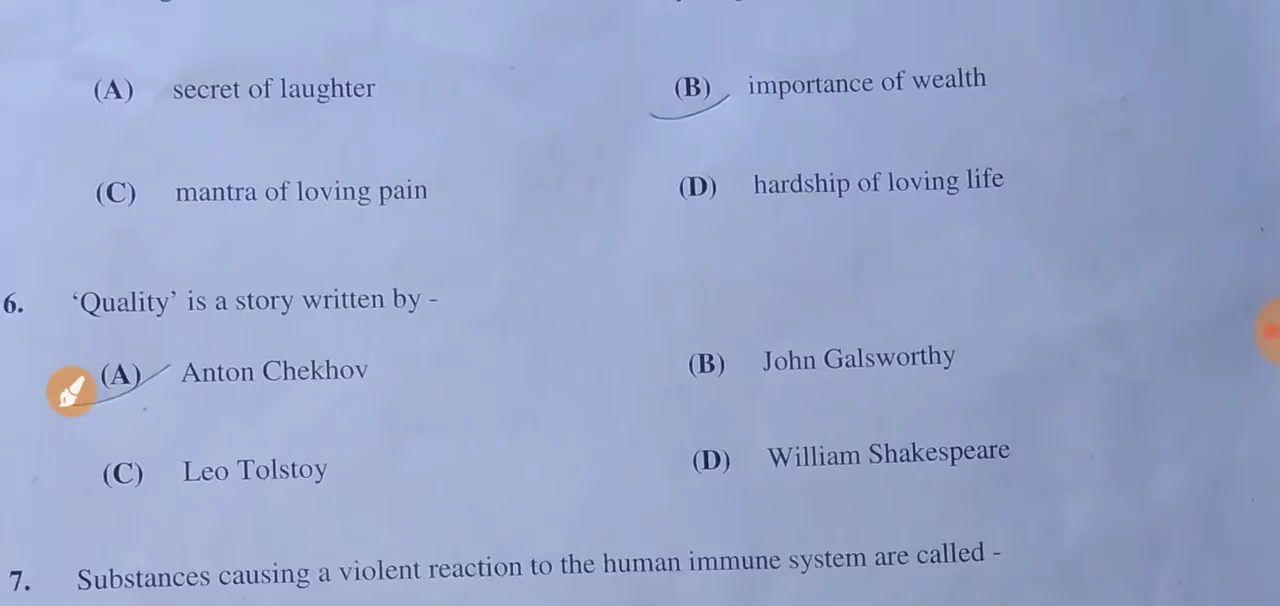 (A) secret of laughter (B) importance of wealth
(C) mantra of loving pain (D) hardship of loving life
6. ‘Quality’ is a story written by -
(A) Anton Chekhov (B) John Galsworthy
(C) Leo Tolstoy (D) William Shakespeare
7. Substances causing a violent reaction to the human immune system are called -